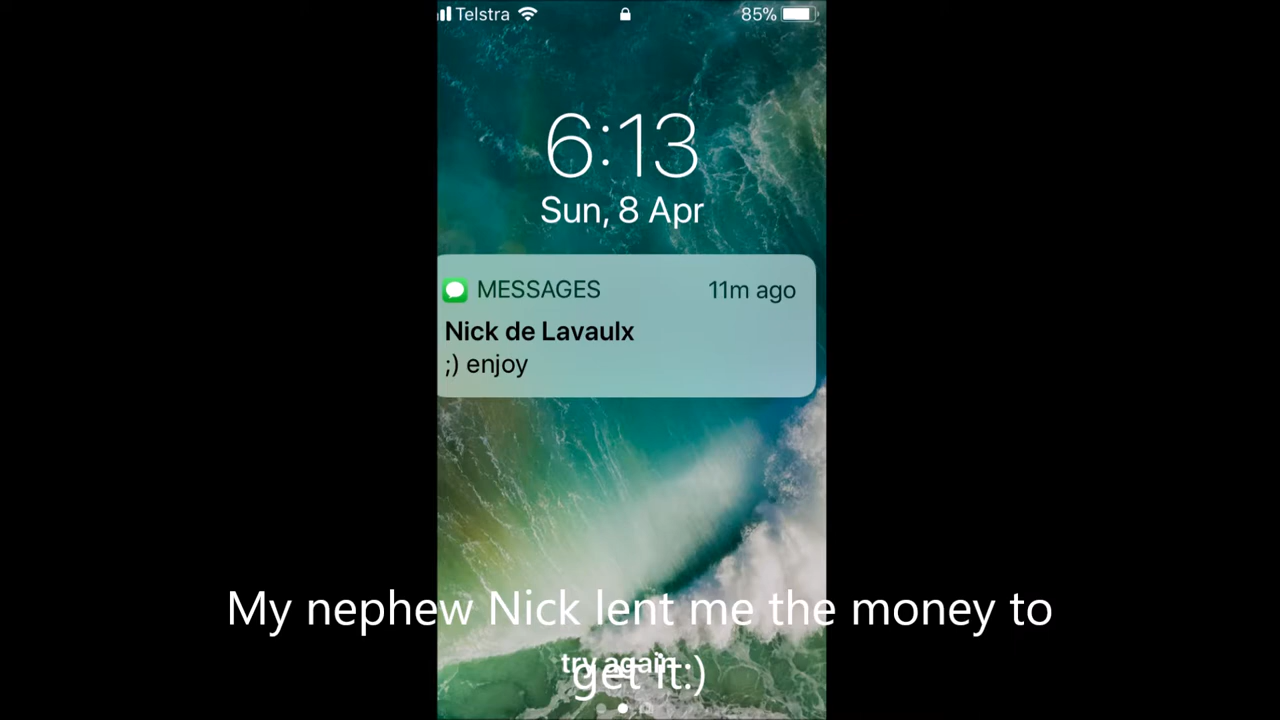 Telstra 85%
6:13
Sun, 8 Apr
MESSAGES 11m ago
Nick de Lavaulx
;) enjoy
My nephew Nick lent me the money to
try again
get it:)